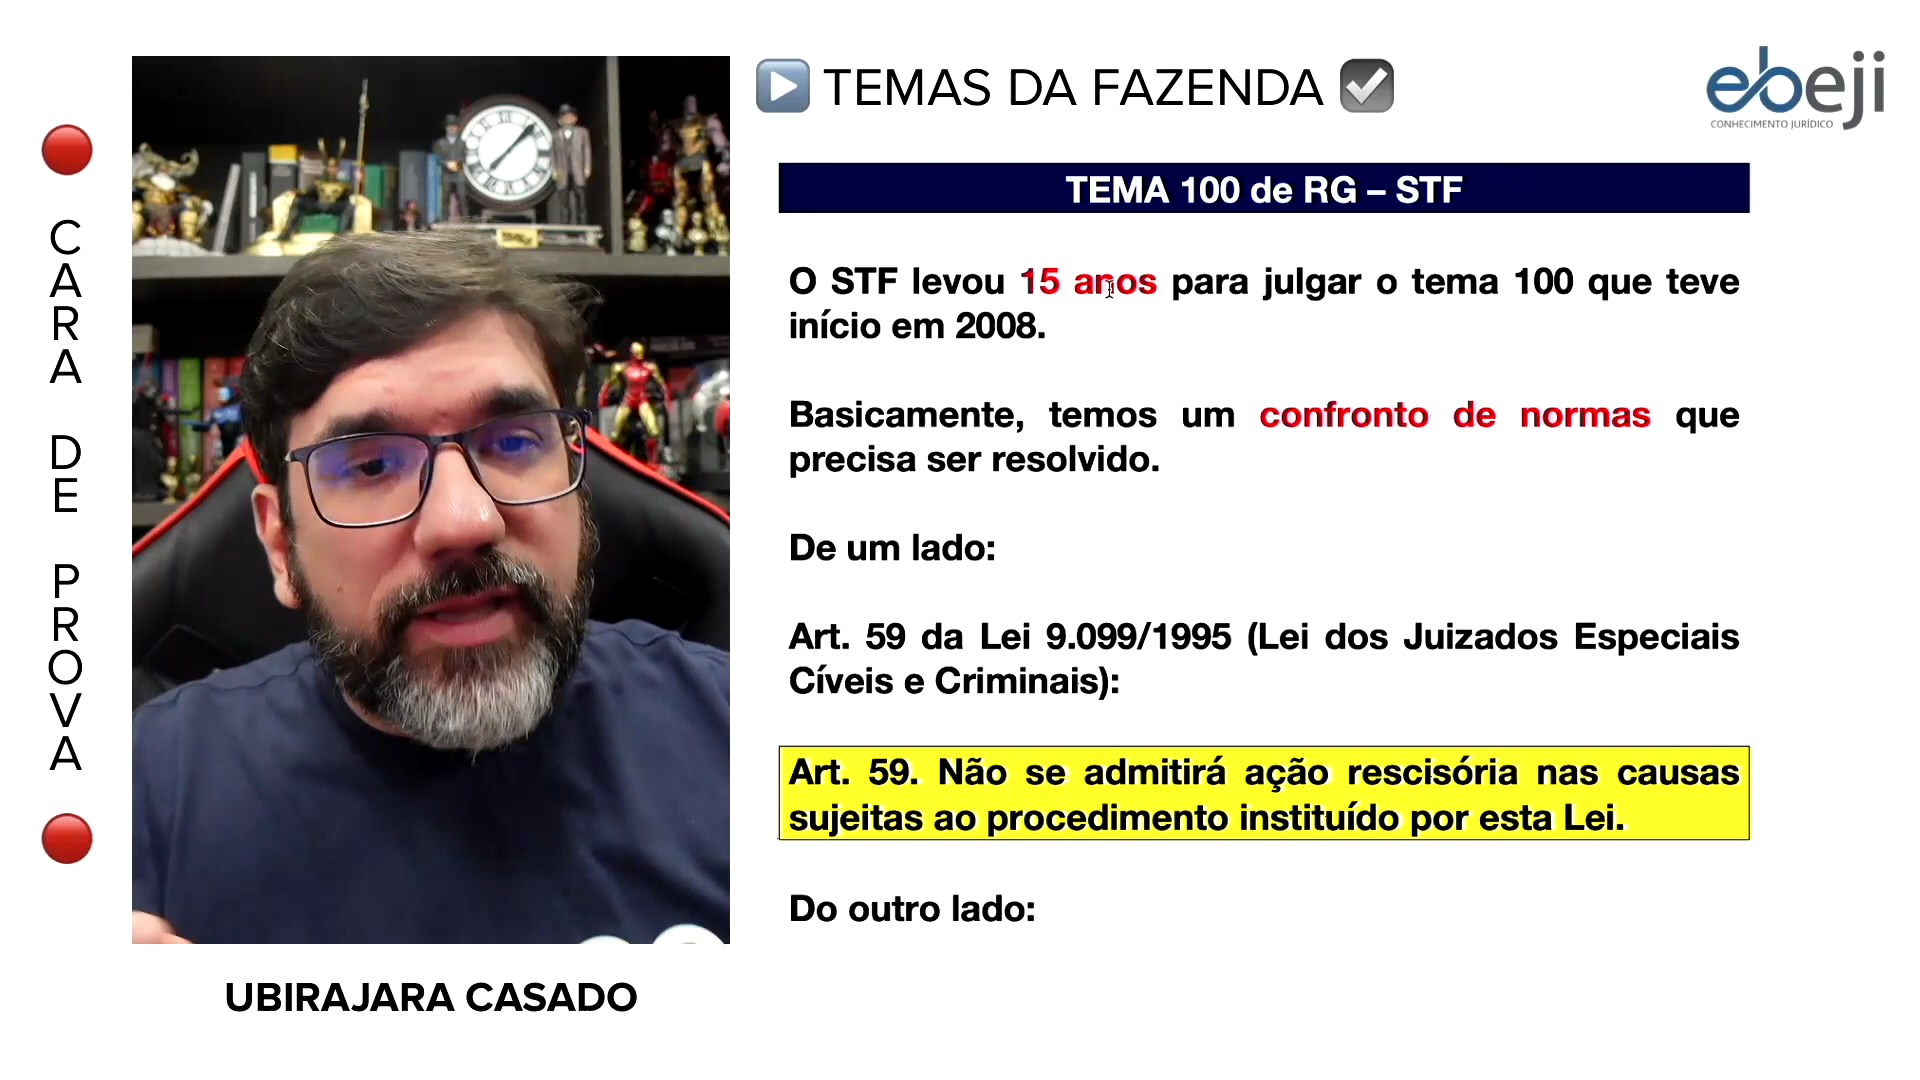 TEMAS DA FAZENDA
ebeji
CONHECIMENTO JURÍDICO
CARA DE PROVA
TEMA 100 de RG – STF
O STF levou 15 anos para julgar o tema 100 que teve
início em 2008.
Basicamente, temos um confronto de normas que
precisa ser resolvido.
De um lado:
Art. 59 da Lei 9.099/1995 (Lei dos Juizados Especiais
Cíveis e Criminais):
Art. 59. Não se admitirá ação rescisória nas causas
sujeitas ao procedimento instituído por esta Lei.
Do outro lado:
UBIRAJARA CASADO